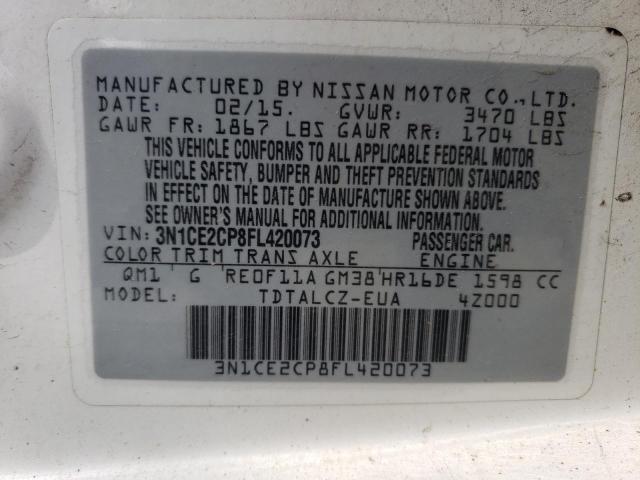 MANUFACTURED BY NISSAN MOTOR CO., LTD.
DATE: 02/15. GVWR: 3470 LBS
GAWR FR: 1867 LBS GAWR RR: 1704 LBS
THIS VEHICLE CONFORMS TO ALL APPLICABLE FEDERAL MOTOR
VEHICLE SAFETY, BUMPER AND THEFT PREVENTION STANDARDS
IN EFFECT ON THE DATE OF MANUFACTURE SHOWN ABOVE.
SEE OWNER'S MANUAL FOR ADDITIONAL INFORMATION.
VIN: 3N1CE2CP8FL420073 PASSENGER CAR.
COLOR TRIM TRANS AXLE ENGINE
QM1 G RE0F11A GM38 HR16DE 1598 CC
MODEL: TDTALCZ-EUA 4Z000
3N1CE2CP8FL420073